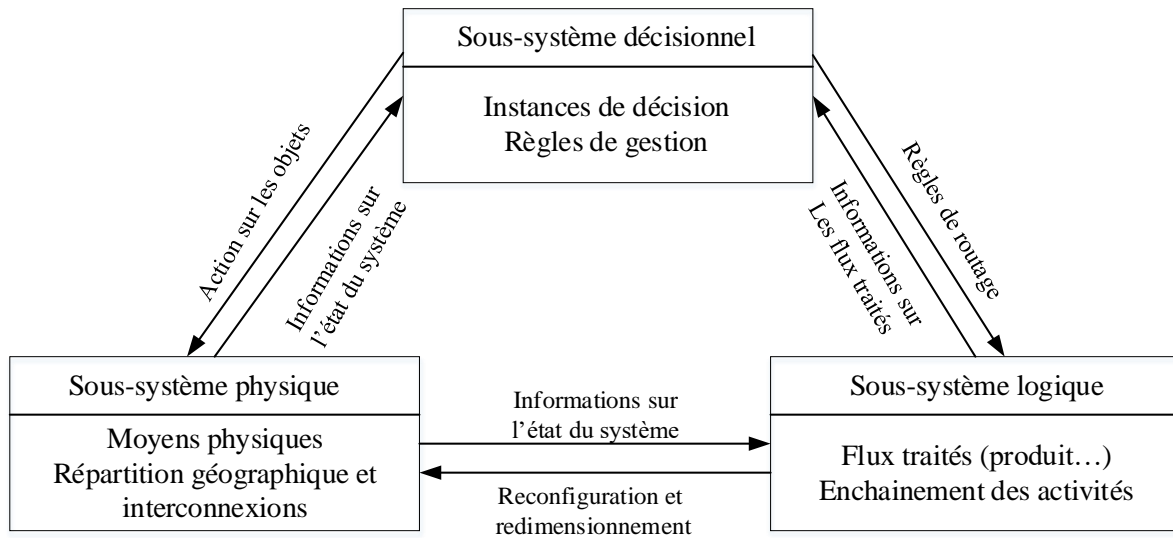 Sous-système décisionnel
Instances de décision
Règles de gestion
Action sur les objets
Informations sur
l'état du système
Règles de routage
Informations sur
Les flux traités
Sous-système physique
Moyens physiques
Répartition géographique et
interconnexions
Informations sur
l'état du système
Reconfiguration et
redimensionnement
Sous-système logique
Flux traités (produit…)
Enchainement des activités